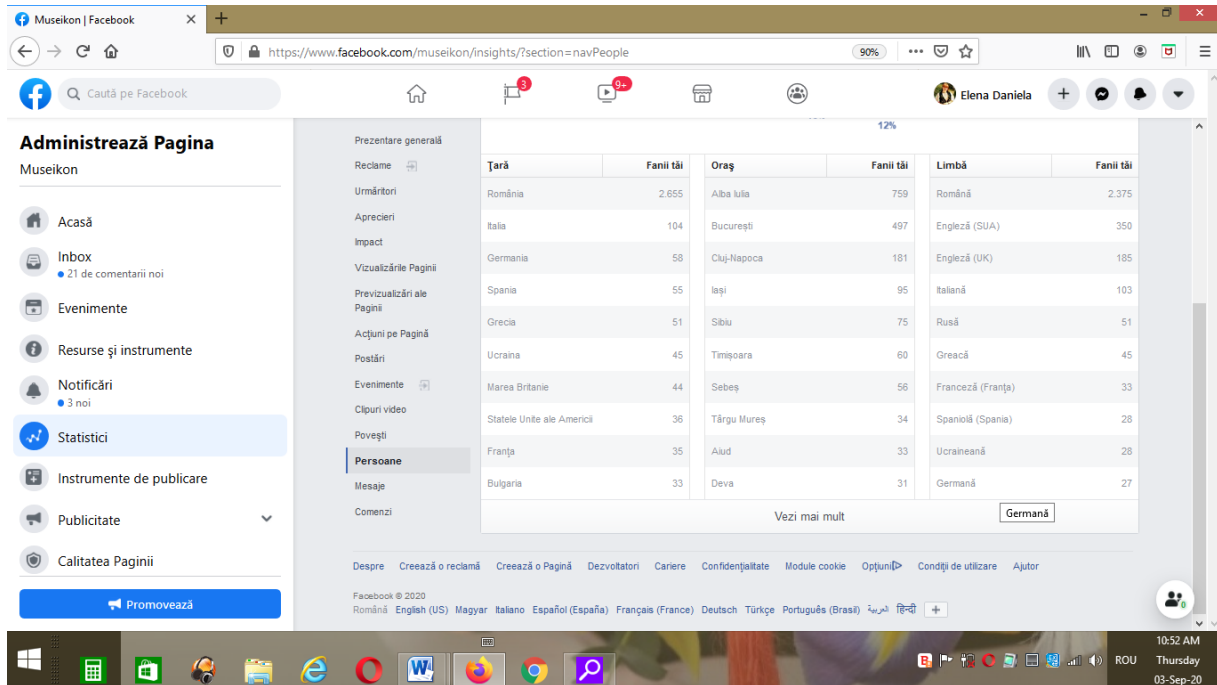 Museikon | Facebook
https://www.facebook.com/museikon/insights/?section=navPeople
90%
Caută pe Facebook
3
9+
Elena Daniela
Administrează Pagina
Museikon
Acasă
Inbox
21 de comentarii noi
Evenimente
Resurse și instrumente
Notificări
3 noi
Statistici
Instrumente de publicare
Publicitate
Calitatea Paginii
Promovează
Prezentare generală
Reclame
Urmăritori
Aprecieri
Impact
Vizualizările Paginii
Previzualizări ale
Paginii
Acțiuni pe Pagină
Postări
Evenimente
Clipuri video
Povești
Persoane
Mesaje
Comenzi
12%
Țară Fanii tăi Oraș Fanii tăi Limbă Fanii tăi
România 2.655 Alba Iulia 759 Română 2.375
Italia 104 București 497 Engleză (SUA) 350
Germania 58 Cluj-Napoca 181 Engleză (UK) 185
Spania 55 Iași 95 Italiană 103
Grecia 51 Sibiu 75 Rusă 51
Ucraina 45 Timișoara 60 Greacă 45
Marea Britanie 44 Sebeș 56 Franceză (Franța) 33
Statele Unite ale Americii 36 Târgu Mureș 34 Spaniolă (Spania) 28
Franța 35 Aiud 33 Ucraineană 28
Bulgaria 33 Deva 31 Germană 27
Vezi mai mult
Germană
Despre Creează o reclamă Creează o Pagină Dezvoltatori Cariere Confidențialitate Module cookie Opțiuni Condiții de utilizare Ajutor
Facebook © 2020
Română English (US) Magyar Italiano Español (España) Français (France) Deutsch Türkçe Português (Brasil) العربية हिन्दी
0
ROU
10:52 AM
Thursday
03-Sep-20